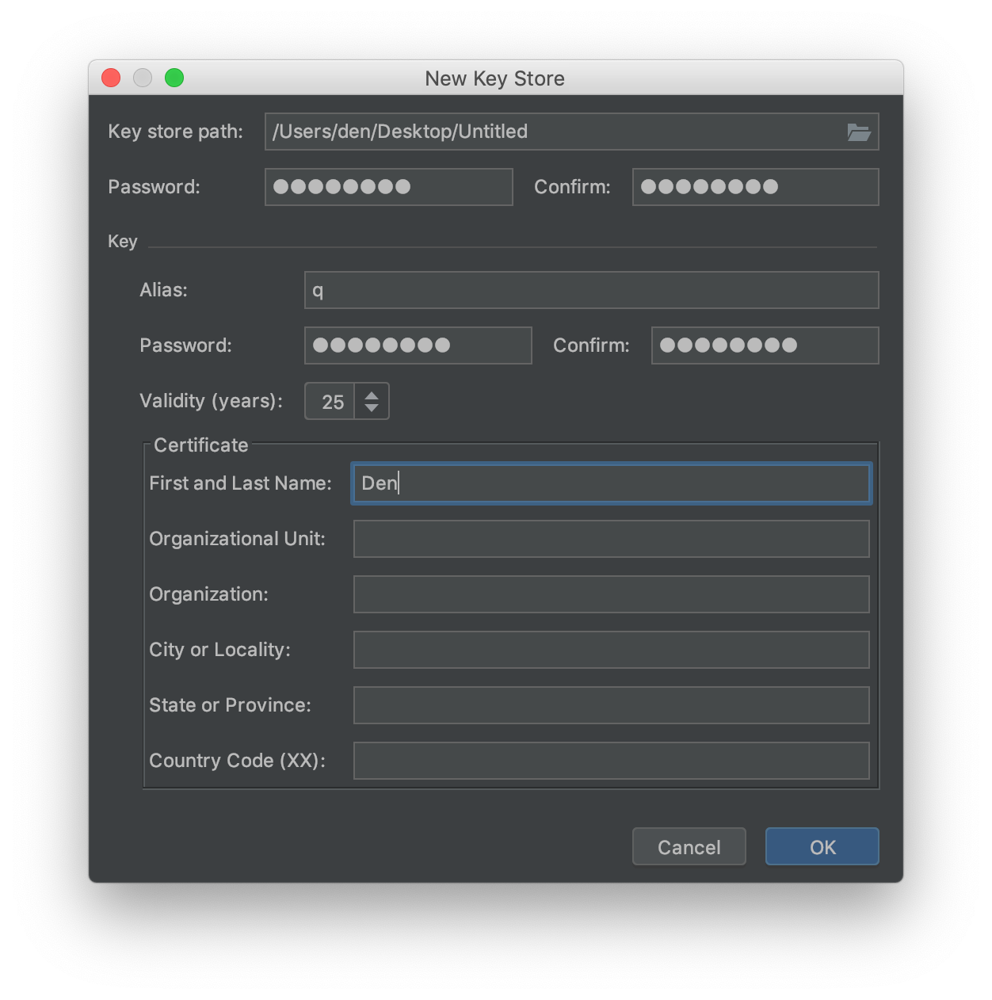 New Key Store
Key store path: /Users/den/Desktop/Untitled
Password: ●●●●●●●● Confirm: ●●●●●●●●
Key
Alias: q
Password: ●●●●●●●● Confirm: ●●●●●●●●
Validity (years): 25
Certificate
First and Last Name: Den
Organizational Unit:
Organization:
City or Locality:
State or Province:
Country Code (XX):
Cancel OK